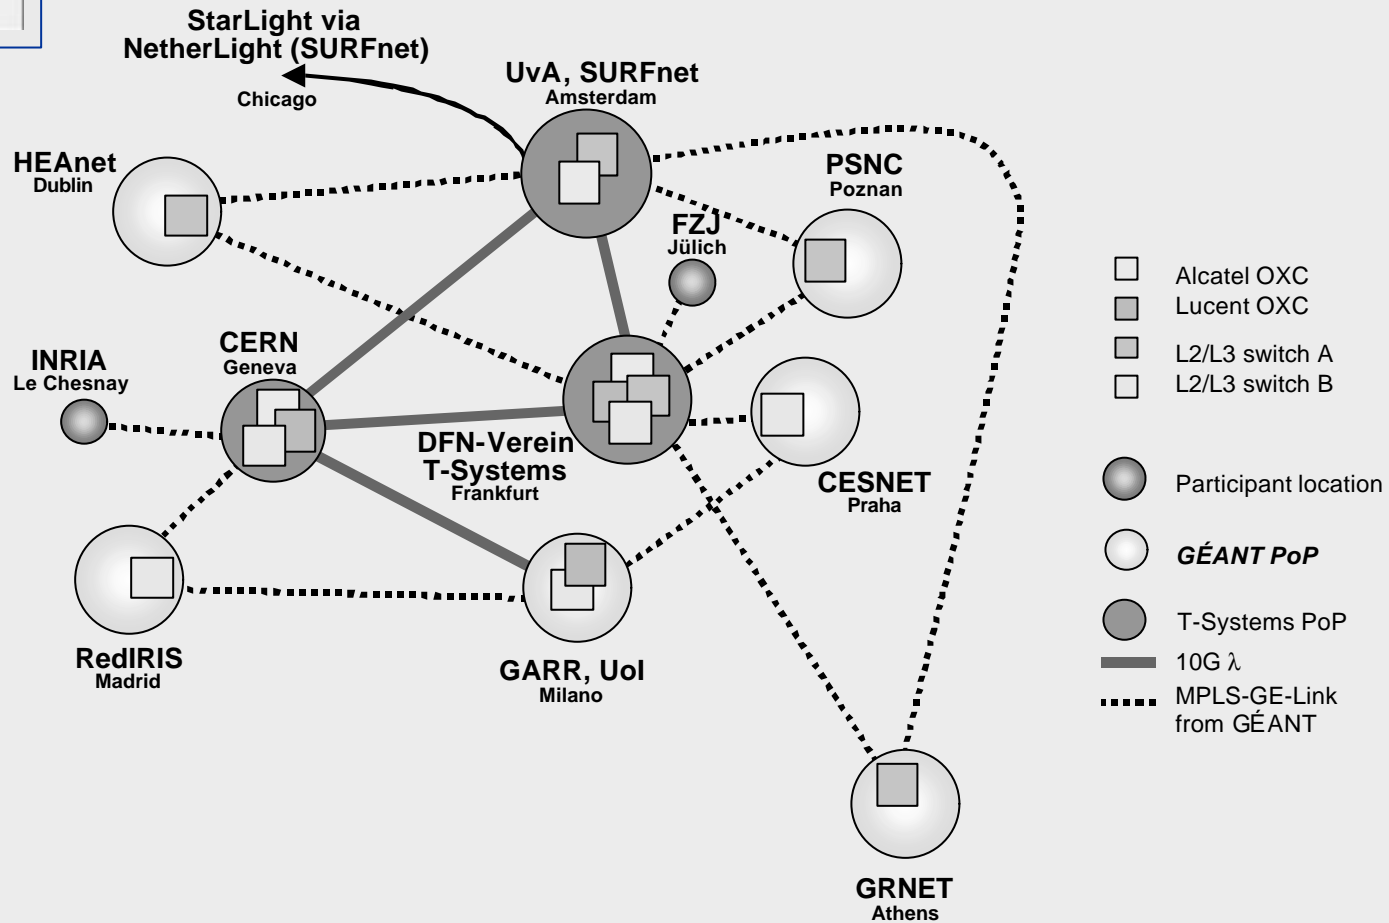 StarLight via
NetherLight (SURFnet)
Chicago
UvA, SURFnet
Amsterdam
HEAnet
Dublin
PSNC
Poznan
FZJ
Jülich
INRIA
Le Chesnay
CERN
Geneva
DFN-Verein
T-Systems
Frankfurt
CESNET
Praha
RedIRIS
Madrid
GARR, UoI
Milano
GRNET
Athens
Alcatel OXC
Lucent OXC
L2/L3 switch A
L2/L3 switch B
Participant location
GÉANT PoP
T-Systems PoP
10G λ
MPLS-GE-Link
from GÉANT